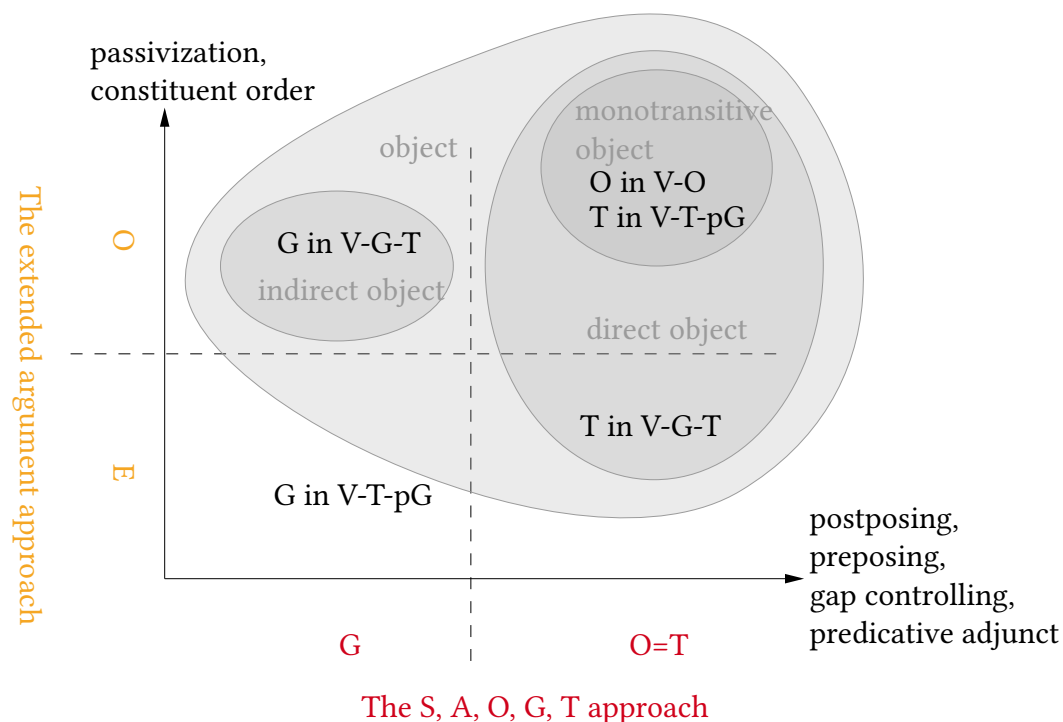 passivization,
constituent order
monotransitive
object
object
O in V-O
T in V-T-pG
The extended argument approach
O
G in V-G-T
indirect object
direct object
T in V-G-T
E
G in V-T-pG
postposing,
preposing,
gap controlling,
predicative adjunct
G
O=T
The S, A, O, G, T approach